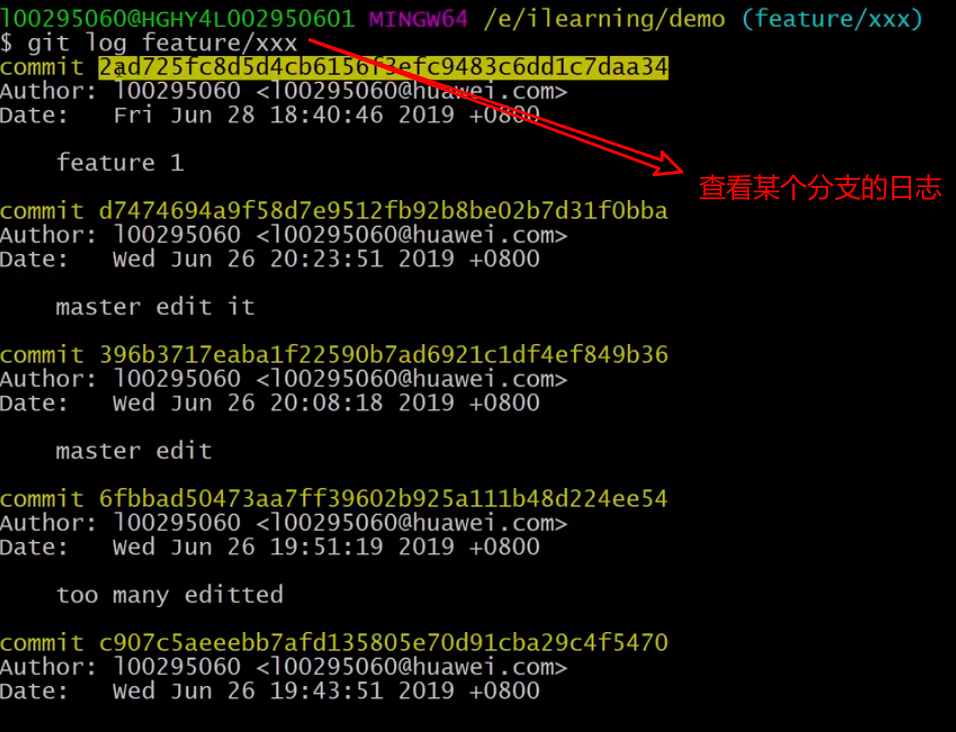 l00295060@HGHY4L002950601 MINGW64 /e/ilearning/demo (feature/xxx)
$ git log feature/xxx
commit 2ad725fc8d5d4cb6156f3efc9483c6dd1c7daa34
Author: l00295060 <l00295060@huawei.com>
Date:   Fri Jun 28 18:40:46 2019 +0800
feature 1
查看某个分支的日志
commit d7474694a9f58d7e9512fb92b8be02b7d31f0bba
Author: l00295060 <l00295060@huawei.com>
Date:   Wed Jun 26 20:23:51 2019 +0800
master edit it
commit 396b3717eaba1f22590b7ad6921c1df4ef849b36
Author: l00295060 <l00295060@huawei.com>
Date:   Wed Jun 26 20:08:18 2019 +0800
master edit
commit 6fbbad50473aa7ff39602b925a111b48d224ee54
Author: l00295060 <l00295060@huawei.com>
Date:   Wed Jun 26 19:51:19 2019 +0800
too many editted
commit c907c5aeeebb7afd135805e70d91cba29c4f5470
Author: l00295060 <l00295060@huawei.com>
Date:   Wed Jun 26 19:43:51 2019 +0800